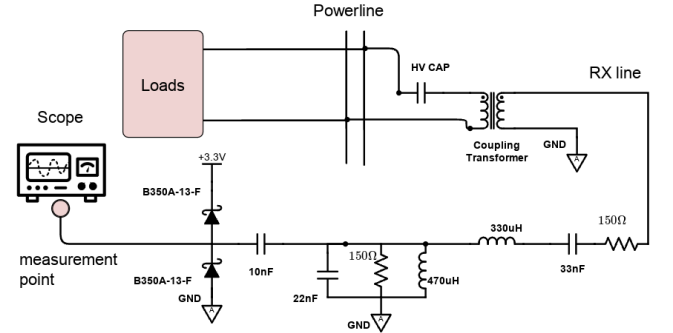 Powerline
HV CAP
RX line
Loads
Scope
Coupling
Transformer
GND
A
+3.3V
B350A-13-F
150Ω
330uH
measurement
point
10nF
150Ω
33nF
B350A-13-F
470uH
22nF
GND
A
GND
A